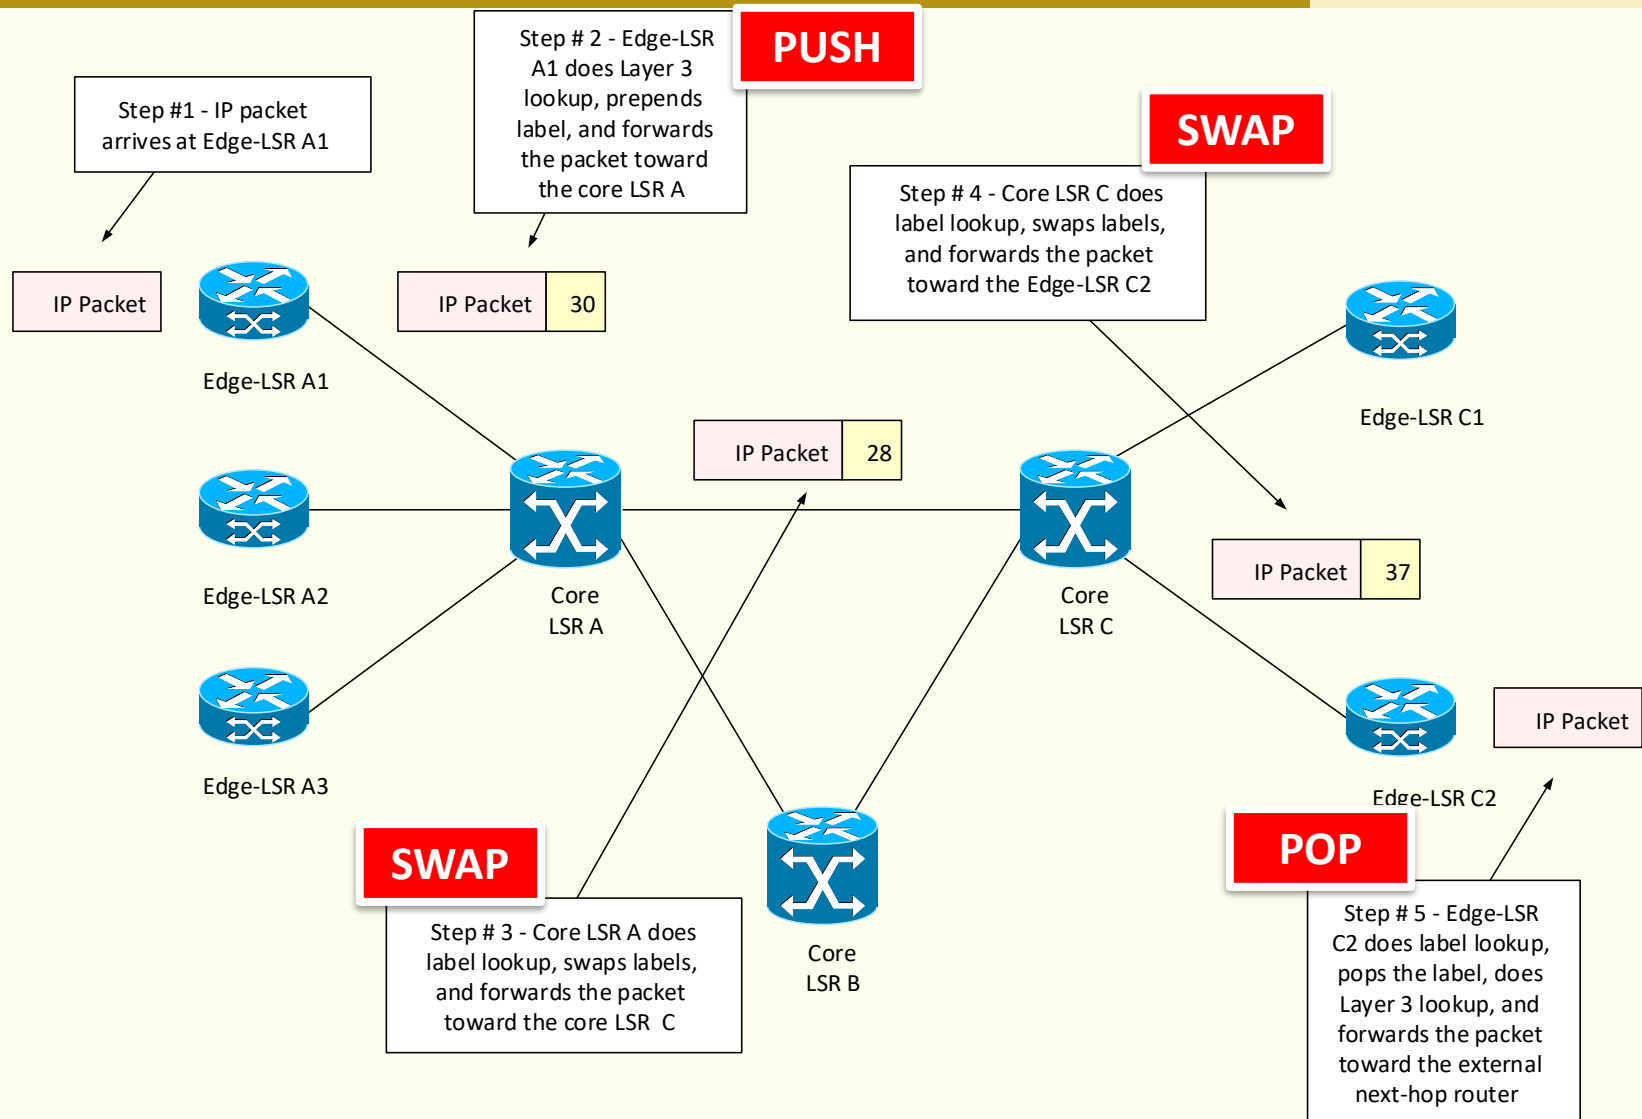 Step #1 - IP packet
arrives at Edge-LSR A1
Step # 2 - Edge-LSR
A1 does Layer 3
lookup, prepends
label, and forwards
the packet toward
the core LSR A
PUSH
SWAP
Step # 4 - Core LSR C does
label lookup, swaps labels,
and forwards the packet
toward the Edge-LSR C2
IP Packet
IP Packet 30
Edge-LSR A1
Edge-LSR C1
IP Packet 28
Edge-LSR A2
Core
LSR A
Core
LSR C
IP Packet 37
IP Packet
Edge-LSR A3
Edge-LSR C2
SWAP
Step # 3 - Core LSR A does
label lookup, swaps labels,
and forwards the packet
toward the core LSR C
Core
LSR B
POP
Step # 5 - Edge-LSR
C2 does label lookup,
pops the label, does
Layer 3 lookup, and
forwards the packet
toward the external
next-hop router